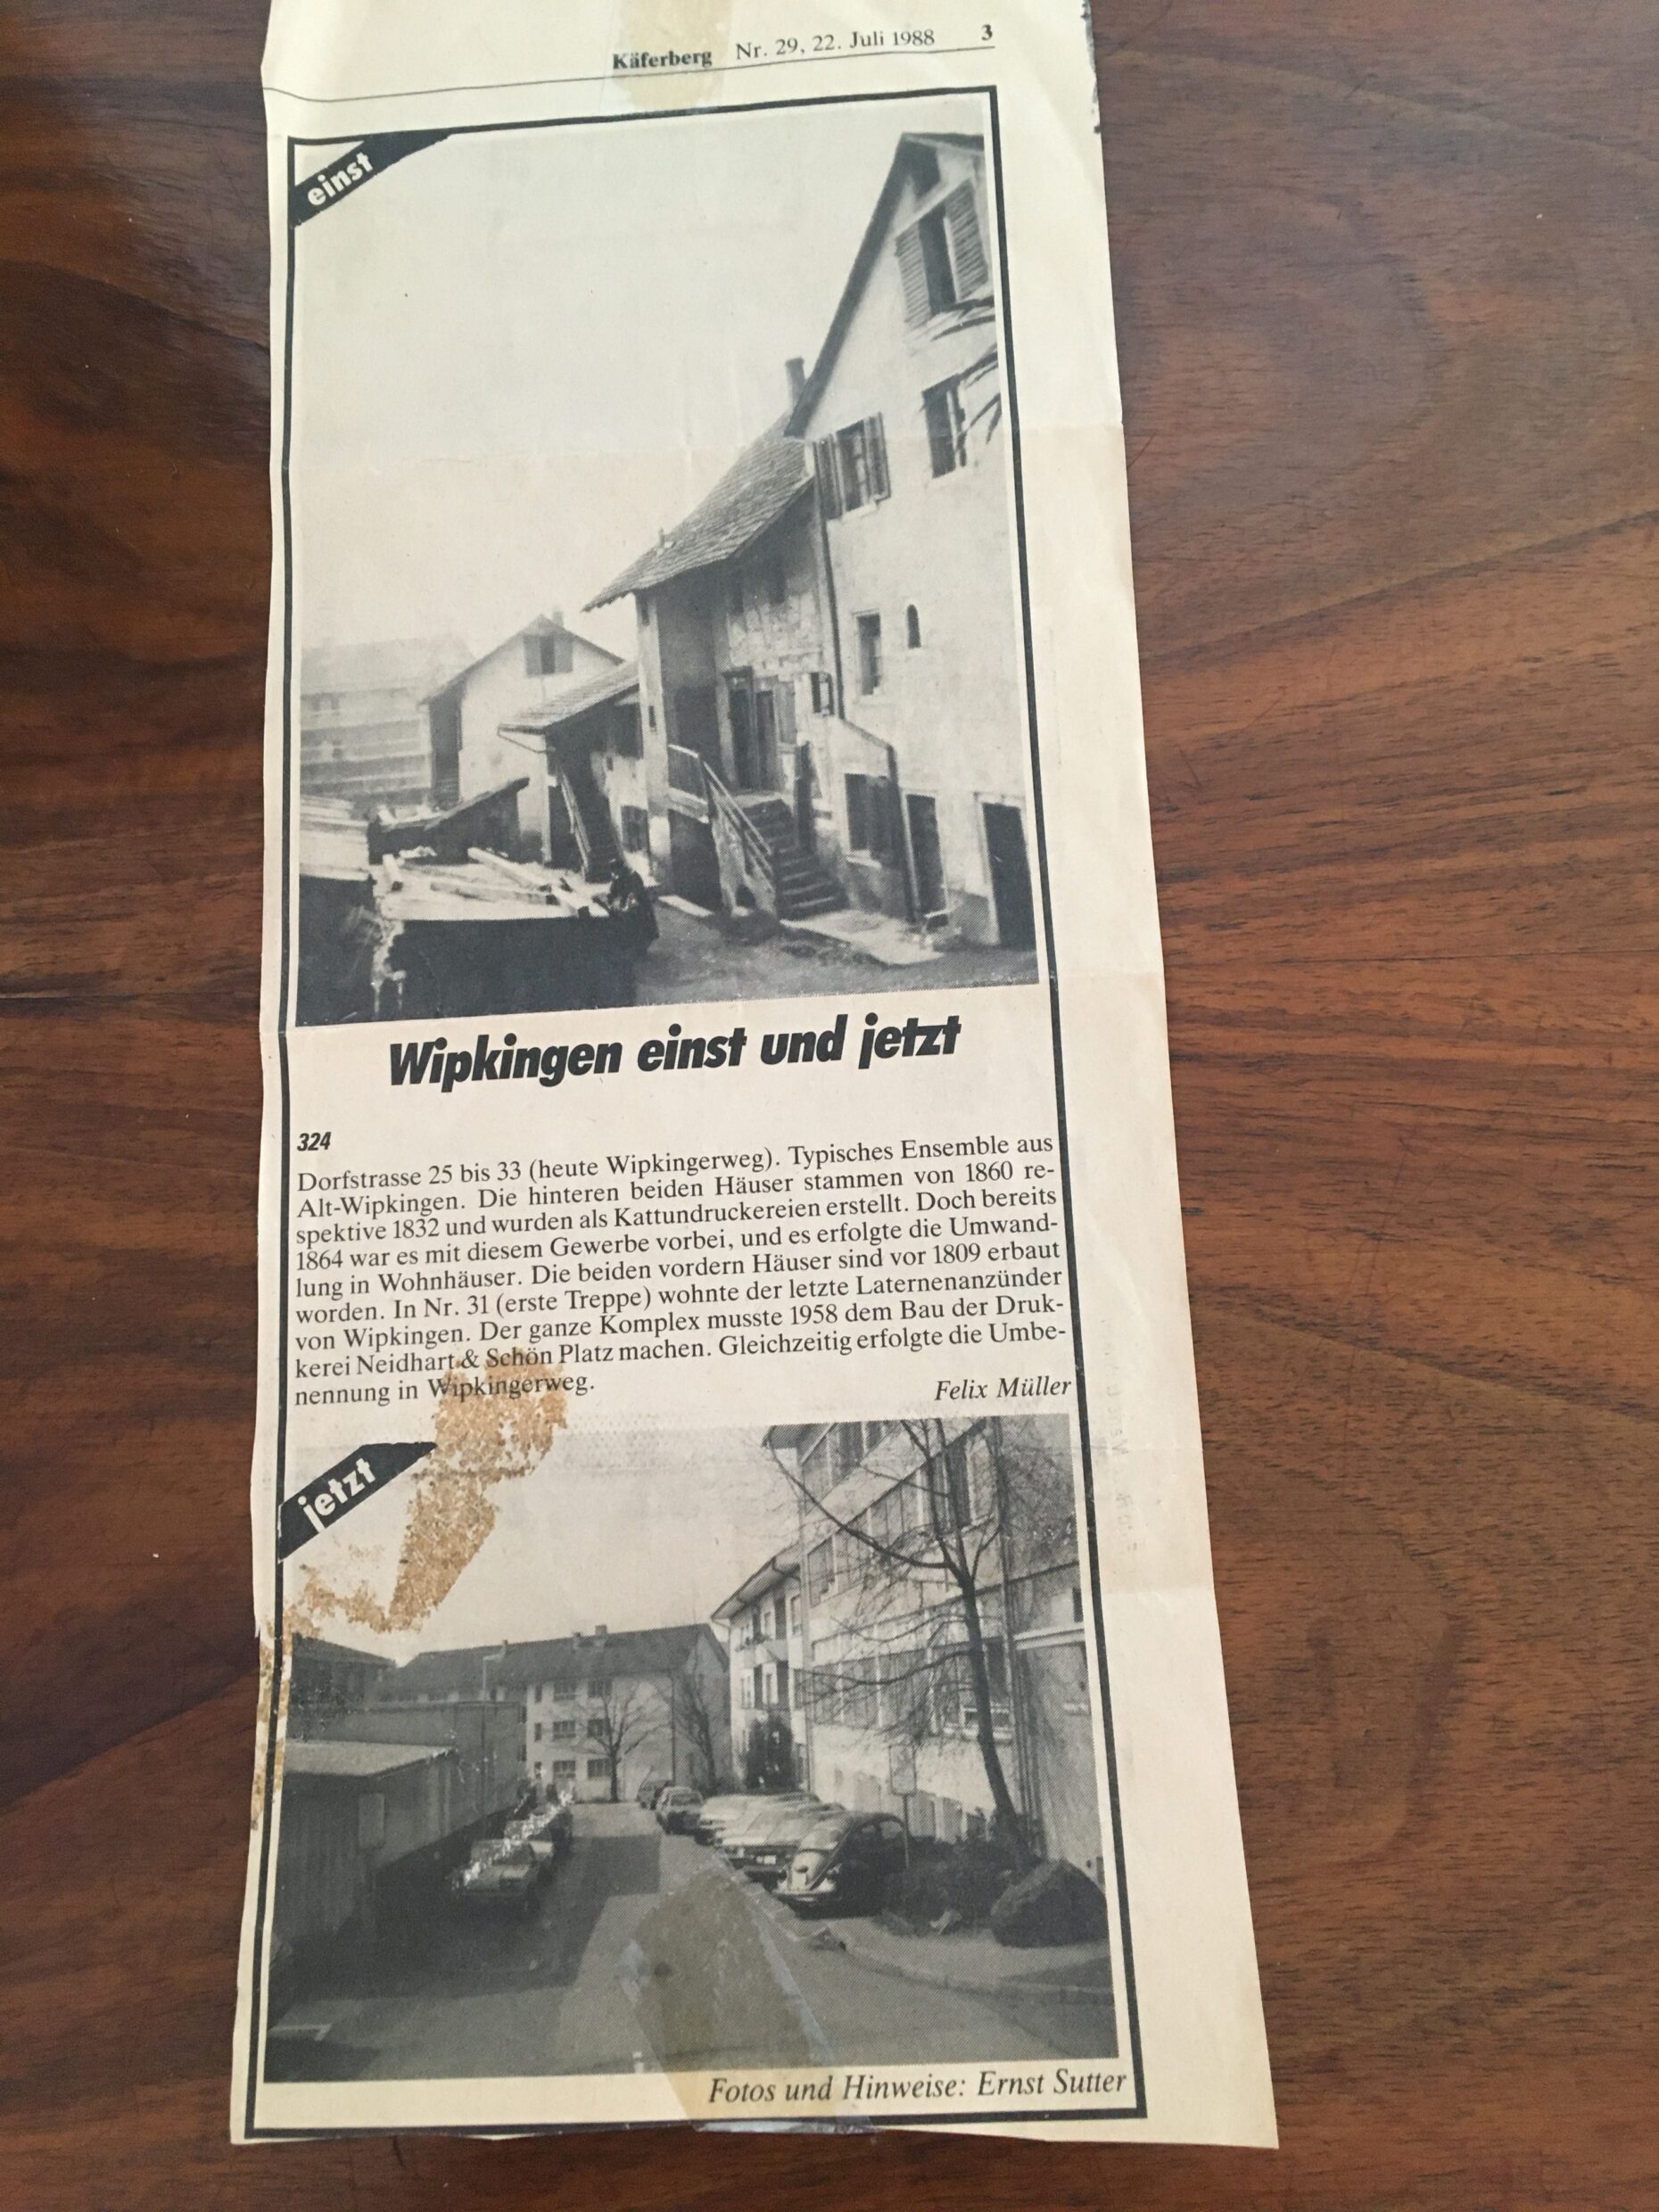 Käferberg Nr. 29, 22. Juli 1988 3
einst
Wipkingen einst und jetzt
324
Dorfstrasse 25 bis 33 (heute Wipkingerweg). Typisches Ensemble aus
Alt-Wipkingen. Die hinteren beiden Häuser stammen von 1860 re-
spektive 1832 und wurden als Kattundruckereien erstellt. Doch bereits
1864 war es mit diesem Gewerbe vorbei, und es erfolgte die Umwand-
lung in Wohnhäuser. Die beiden vordern Häuser sind vor 1809 erbaut
worden. In Nr. 31 (erste Treppe) wohnte der letzte Laternenanzünder
von Wipkingen. Der ganze Komplex musste 1958 dem Bau der Druk-
kerei Neidhart & Schön Platz machen. Gleichzeitig erfolgte die Umbe-
nennung in Wipkingerweg.
Felix Müller
jetzt
Fotos und Hinweise: Ernst Sutter